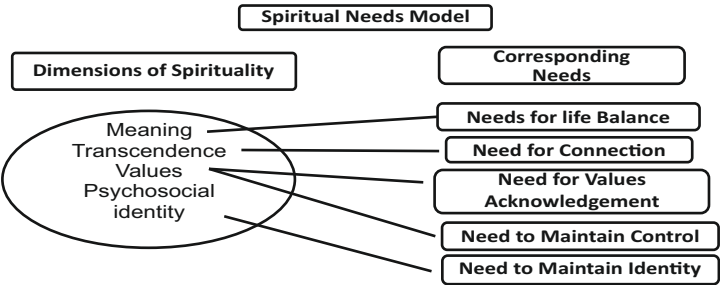 Spiritual Needs Model
Dimensions of Spirituality
Corresponding
Needs
Meaning
Transcendence
Values
Psychosocial
identity
Needs for life Balance
Need for Connection
Need for Values
Acknowledgement
Need to Maintain Control
Need to Maintain Identity